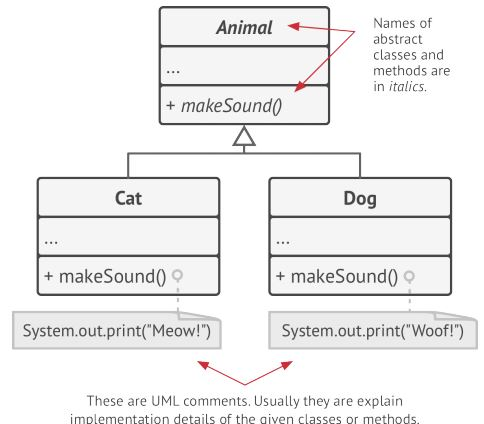 Animal
...
+ makeSound()
Names of
abstract
classes and
methods are
in italics.
Cat
...
+ makeSound()
System.out.print("Meow!")
Dog
...
+ makeSound()
System.out.print("Woof!")
These are UML comments. Usually they are explain
implementation details of the given classes or methods.